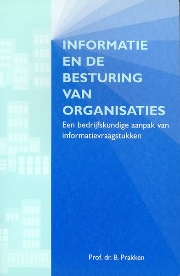 INFORMATIE
EN DE
BESTURING
VAN
ORGANISATIES
Een bedrijfskundige aanpak van
informatievraagstukken
Prof. dr. B. Prakken